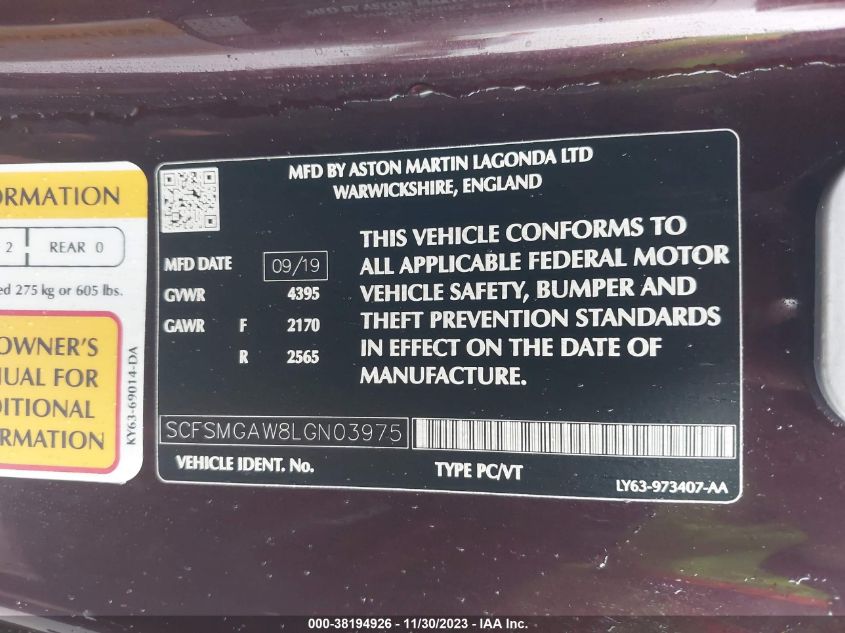 ORMATION
2 REAR 0
ed 275 kg or 605 lbs.
OWNER'S
UAL FOR
DITIONAL
RMATION
KY63-69014-DA
MFD BY ASTON MARTIN LAGONDA LTD
WARWICKSHIRE, ENGLAND
MFD DATE 09/19
GVWR 4395
GAWR F 2170
R 2565
THIS VEHICLE CONFORMS TO
ALL APPLICABLE FEDERAL MOTOR
VEHICLE SAFETY, BUMPER AND
THEFT PREVENTION STANDARDS
IN EFFECT ON THE DATE OF
MANUFACTURE.
SCFSMGAW8LGN03975
VEHICLE IDENT. No.
TYPE PC/VT
LY63-973407-AA
000-38194926 - 11/30/2023 - IAA Inc.